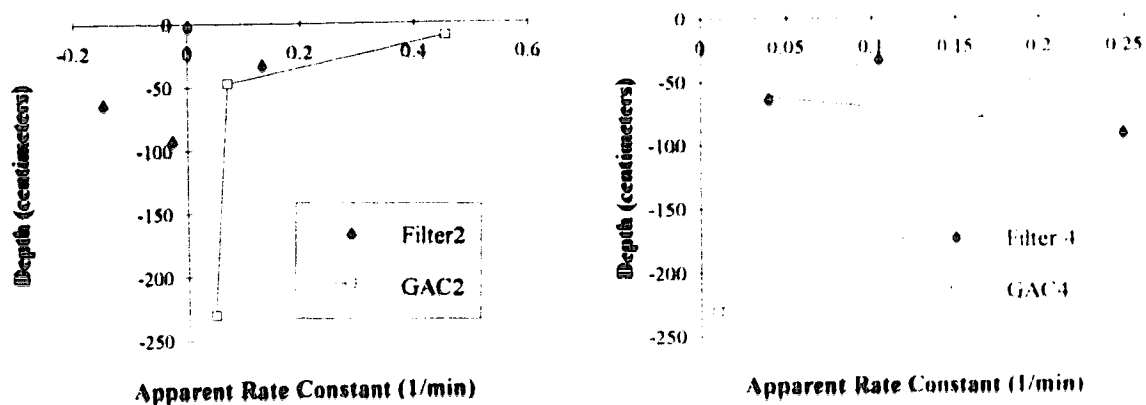 0
-0.2 0 0.2 0.4 0.6
-50
-100
-150
-200
-250
Depth (centimeters)
Filter2
GAC2
Apparent Rate Constant (1/min)
0
0 0.05 0.1 0.15 0.2 0.25
-50
-100
-150
-200
-250
Depth (centimeters)
Filter 4
GAC4
Apparent Rate Constant (1/min)